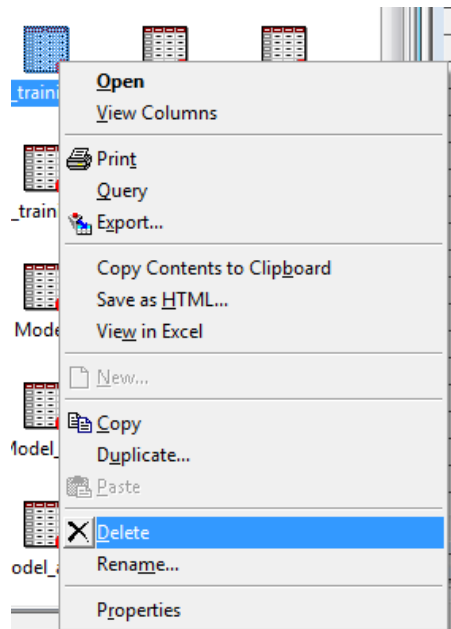 _traini
Open
View Columns
Print
_train
Query
Export...
Copy Contents to Clipboard
Save as HTML...
Mode
View in Excel
New...
Copy
Model_
Duplicate...
Paste
Delete
odel_a
Rename...
Properties